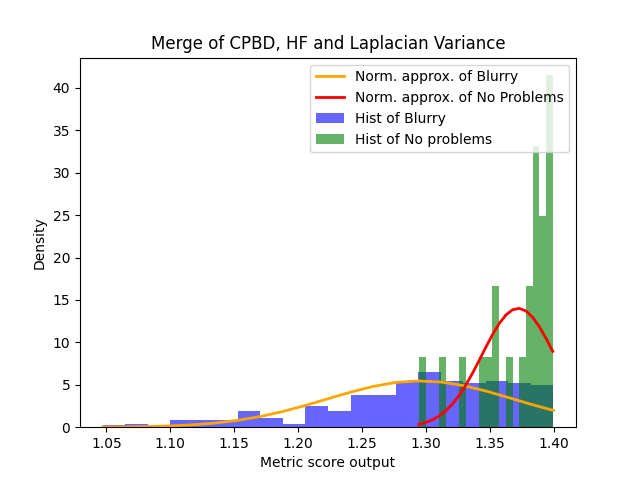 Merge of CPBD, HF and Laplacian Variance
Norm. approx. of Blurry
Norm. approx. of No Problems
Hist of Blurry
Hist of No problems
40
35
30
25
20
15
10
5
0
Density
1.05 1.10 1.15 1.20 1.25 1.30 1.35 1.40
Metric score output